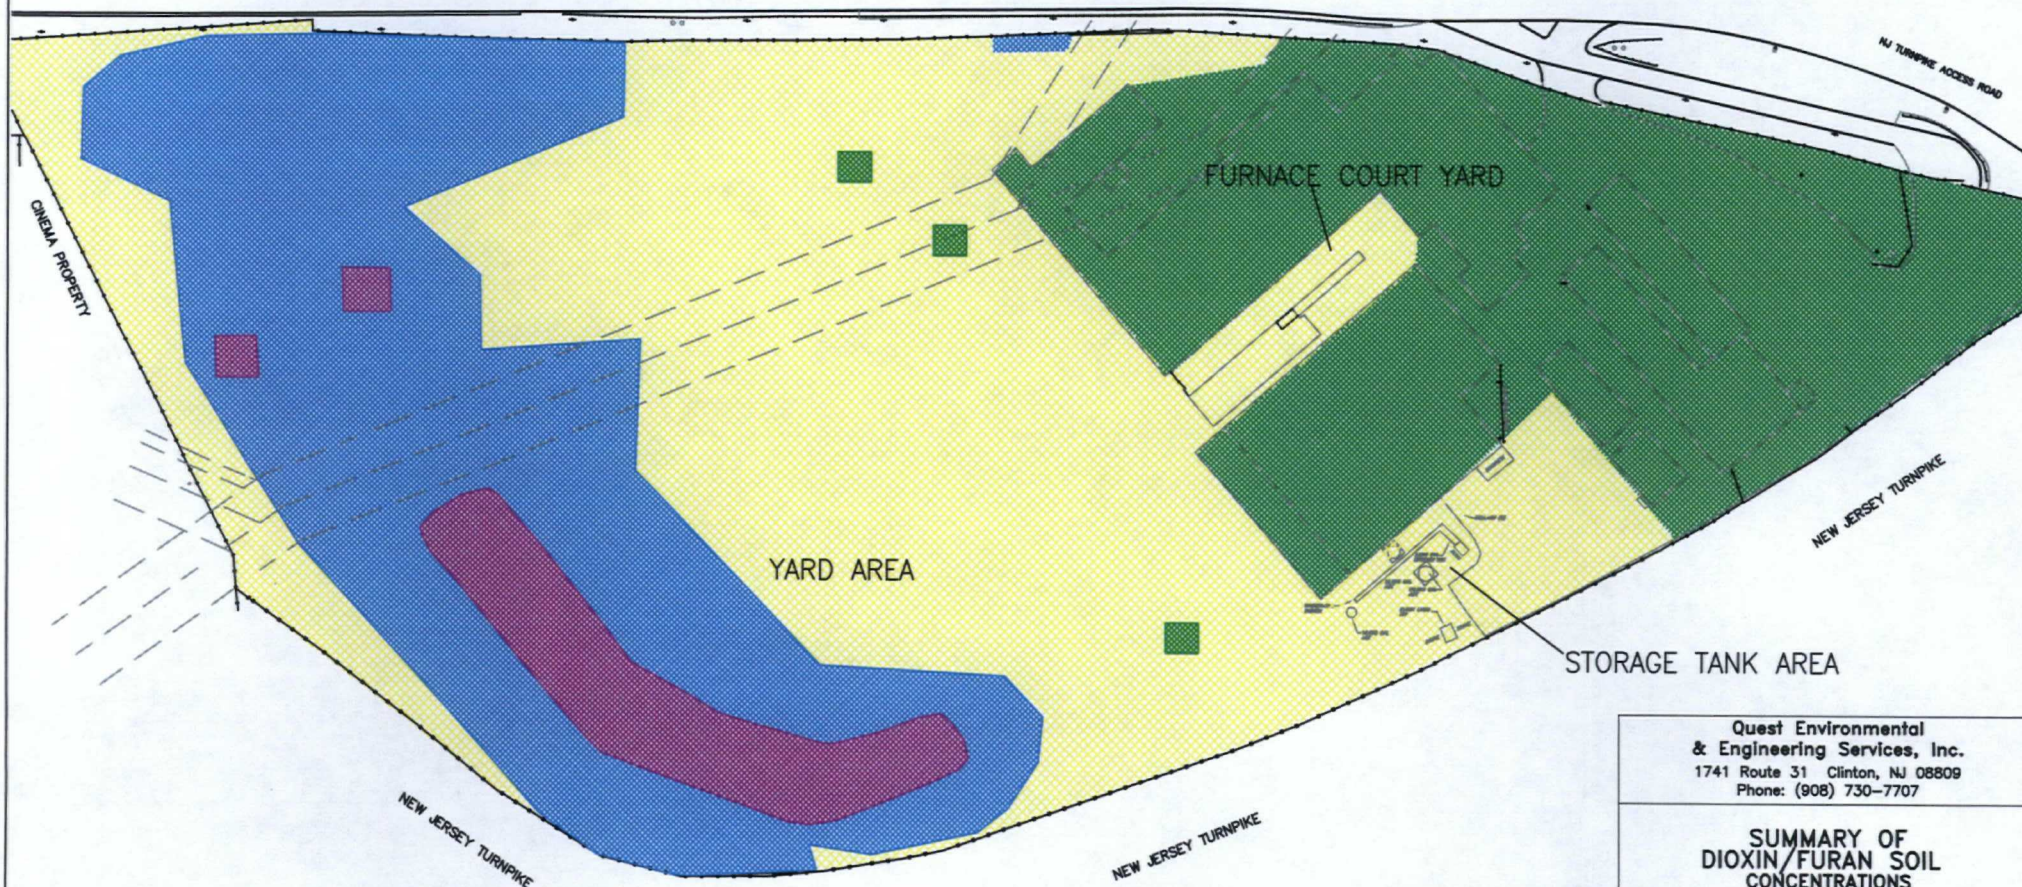 NJ TURNPIKE ACCESS ROAD
FURNACE COURT YARD
CINEMA PROPERTY
NEW JERSEY TURNPIKE
YARD AREA
STORAGE TANK AREA
Quest Environmental
& Engineering Services, Inc.
1741 Route 31 Clinton, NJ 08809
Phone: (908) 730-7707
NEW JERSEY TURNPIKE
NEW JERSEY TURNPIKE
SUMMARY OF
DIOXIN/FURAN SOIL
CONCENTRATIONS